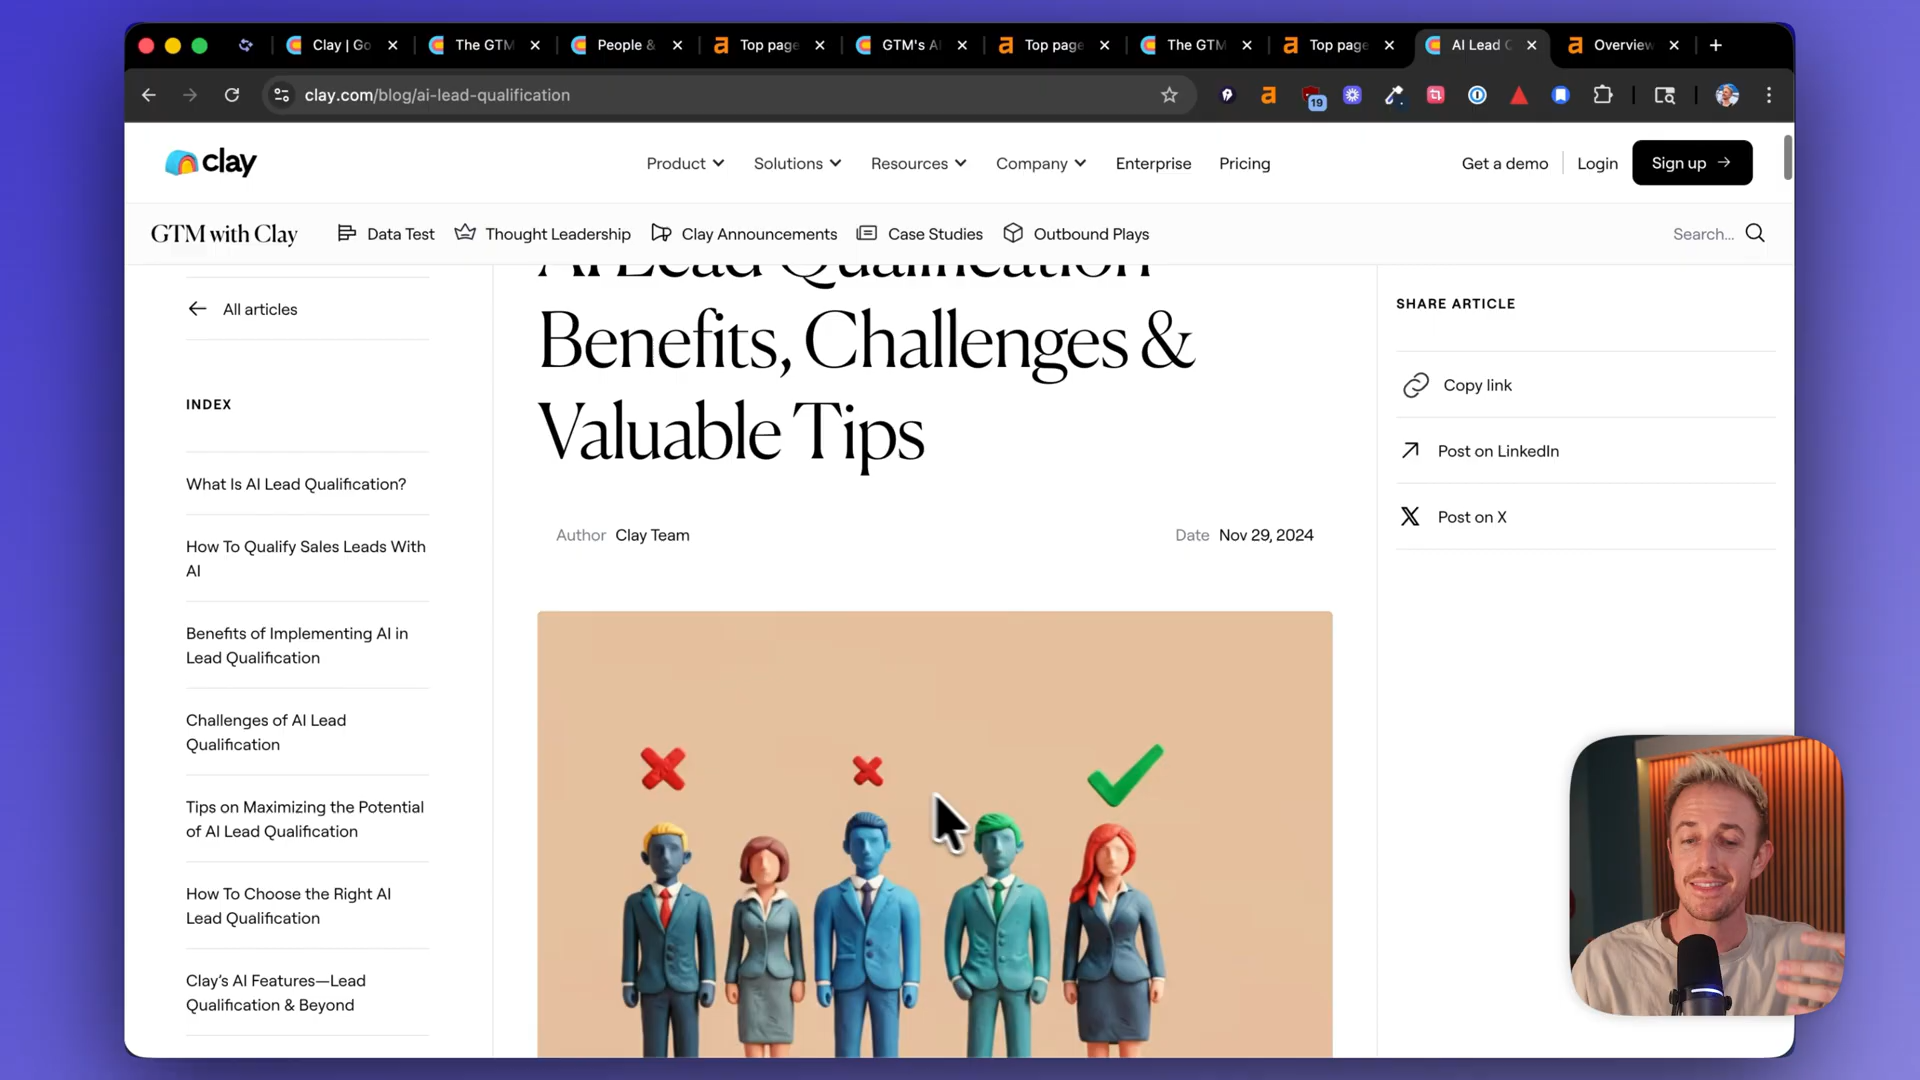 Clay | Go
The GTM
People &
Top page
GTM's AI
Top page
The GTM
Top page
AI Lead Q
Overview
clay.com/blog/ai-lead-qualification
19
clay
Product
Solutions
Resources
Company
Enterprise
Pricing
Get a demo
Login
Sign up
GTM with Clay
Data Test
Thought Leadership
Clay Announcements
Case Studies
Outbound Plays
Search...
All articles
INDEX
What Is AI Lead Qualification?
How To Qualify Sales Leads With
AI
Benefits of Implementing AI in
Lead Qualification
Challenges of AI Lead
Qualification
Tips on Maximizing the Potential
of AI Lead Qualification
How To Choose the Right AI
Lead Qualification
Clay's AI Features—Lead
Qualification & Beyond
AI Lead Qualification
Benefits, Challenges &
Valuable Tips
Author Clay Team
Date Nov 29, 2024
SHARE ARTICLE
Copy link
Post on LinkedIn
Post on X